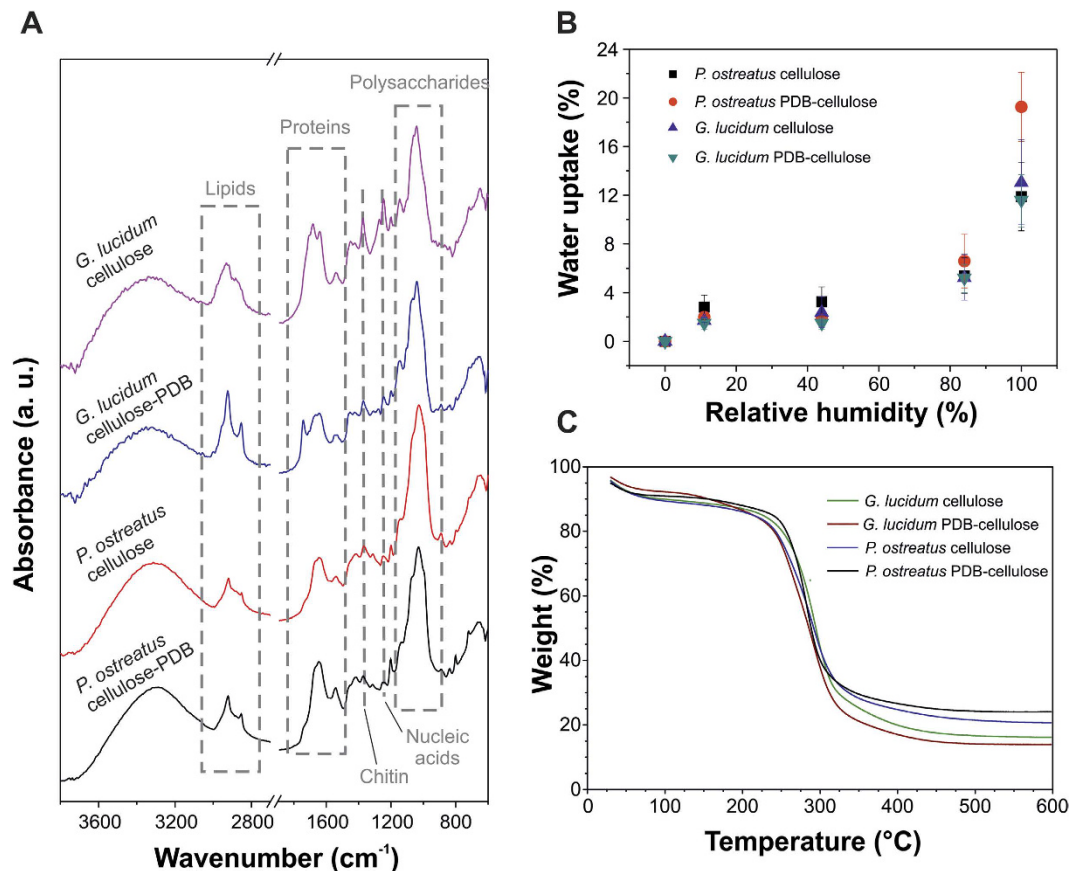 A
Absorbance (a. u.)
Lipids
Proteins
Polysaccharides
G. lucidum
cellulose
G. lucidum
cellulose-PDB
P. ostreatus
cellulose
P. ostreatus
cellulose-PDB
Chitin
Nucleic
acids
3600 2800 1600 1200 800
Wavenumber (cm⁻¹)
B
Water uptake (%)
24
20
16
12
8
4
0
P. ostreatus cellulose
P. ostreatus PDB-cellulose
G. lucidum cellulose
G. lucidum PDB-cellulose
0 20 40 60 80 100
Relative humidity (%)
C
Weight (%)
100
80
60
40
20
0
G. lucidum cellulose
G. lucidum PDB-cellulose
P. ostreatus cellulose
P. ostreatus PDB-cellulose
0 100 200 300 400 500 600
Temperature (°C)